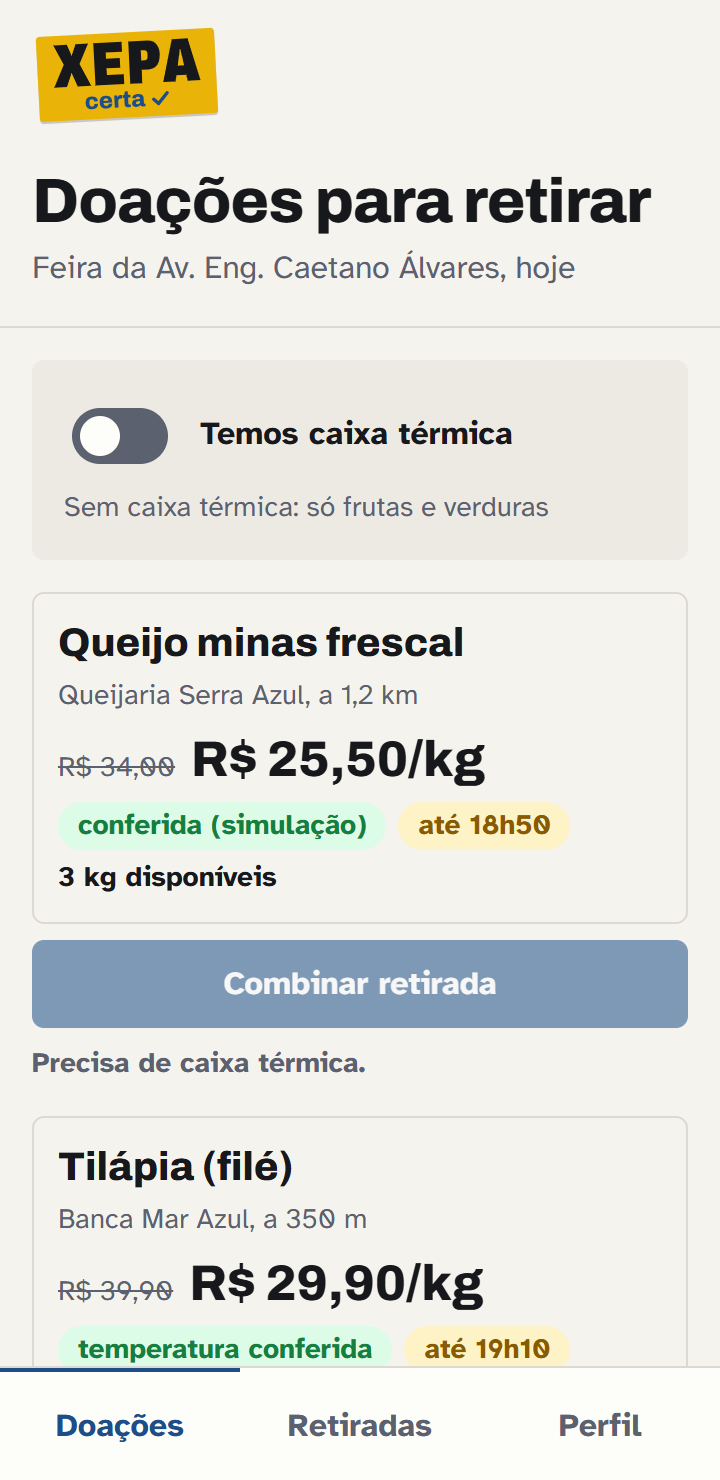 XEPA
certa
Doações para retirar
Feira da Av. Eng. Caetano Álvares, hoje
Temos caixa térmica
Sem caixa térmica: só frutas e verduras
Queijo minas frescal
Queijaria Serra Azul, a 1,2 km
R$ 34,00 R$ 25,50/kg
conferida (simulação) até 18h50
3 kg disponíveis
Combinar retirada
Precisa de caixa térmica.
Tilápia (filé)
Banca Mar Azul, a 350 m
R$ 39,90 R$ 29,90/kg
temperatura conferida até 19h10
Doações Retiradas Perfil